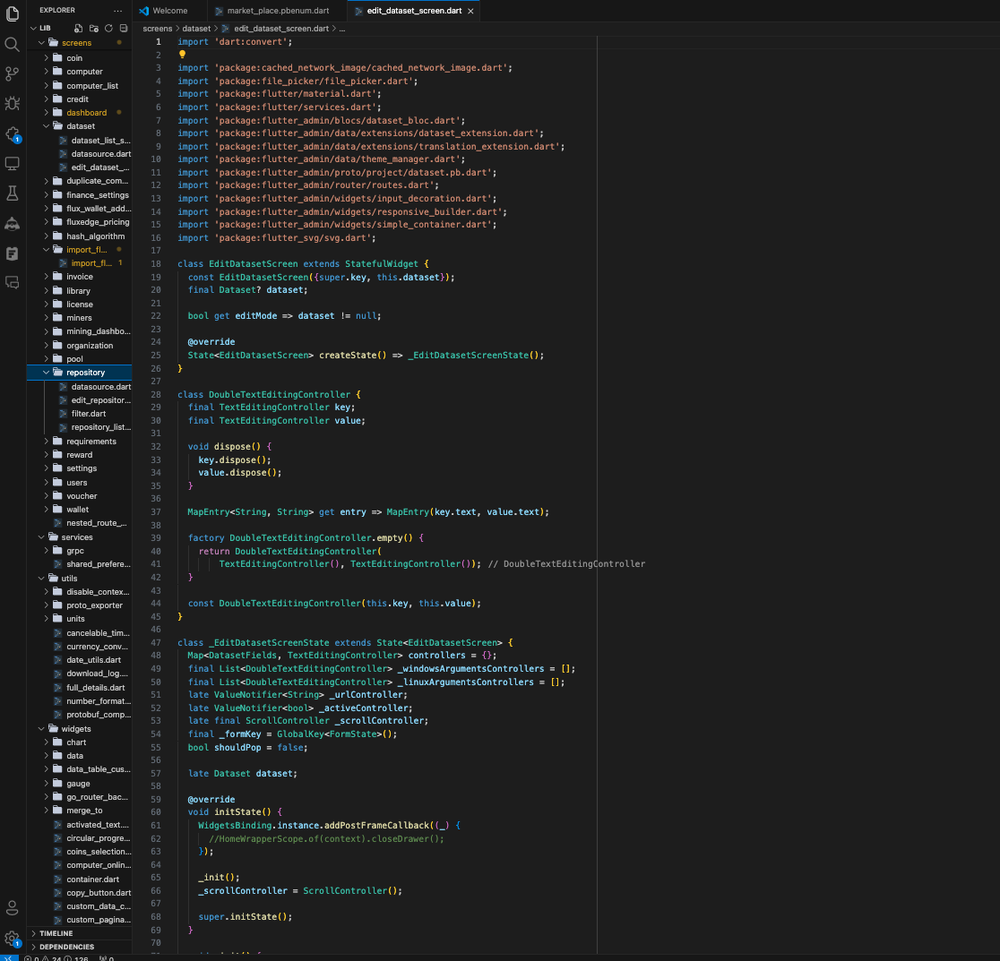 EXPLORER
Welcome
market_place.pbenum.dart
edit_dataset_screen.dart
LIB
screens > dataset > edit_dataset_screen.dart > ...
screens
coin
computer
computer_list
credit
dashboard
dataset
dataset_list_s...
datasource.dart
edit_dataset_...
duplicate_com...
finance_settings
flux_wallet_add...
fluxedge_pricing
hash_algorithm
import_fl...
import_fl... 1
invoice
library
license
miners
mining_dashbo...
organization
pool
repository
datasource.dart
edit_repositor...
filter.dart
repository_list...
requirements
reward
settings
users
voucher
wallet
nested_route_...
services
grpc
shared_prefere...
utils
disable_contex...
proto_exporter
units
cancelable_tim...
currency_conv...
date_utils.dart
download_log....
full_details.dart
number_format...
protobuf_comp...
widgets
chart
data
data_table_cus...
gauge
go_router_bac...
merge_to
activated_text....
circular_progre...
coins_selection...
computer_onlin...
container.dart
copy_button.dart
custom_data_c...
custom_pagina...
TIMELINE
DEPENDENCIES
1
1
0 24 126 0
1 import 'dart:convert';
2
3 import 'package:cached_network_image/cached_network_image.dart';
4 import 'package:file_picker/file_picker.dart';
5 import 'package:flutter/material.dart';
6 import 'package:flutter/services.dart';
7 import 'package:flutter_admin/blocs/dataset_bloc.dart';
8 import 'package:flutter_admin/data/extensions/dataset_extension.dart';
9 import 'package:flutter_admin/data/extensions/translation_extension.dart';
10 import 'package:flutter_admin/data/theme_manager.dart';
11 import 'package:flutter_admin/proto/project/dataset.pb.dart';
12 import 'package:flutter_admin/router/routes.dart';
13 import 'package:flutter_admin/widgets/input_decoration.dart';
14 import 'package:flutter_admin/widgets/responsive_builder.dart';
15 import 'package:flutter_admin/widgets/simple_container.dart';
16 import 'package:flutter_svg/svg.dart';
17
18 class EditDatasetScreen extends StatefulWidget {
19 const EditDatasetScreen({super.key, this.dataset});
20 final Dataset? dataset;
21
22 bool get editMode => dataset != null;
23
24 @override
25 State<EditDatasetScreen> createState() => _EditDatasetScreenState();
26 }
27
28 class DoubleTextEditingController {
29 final TextEditingController key;
30 final TextEditingController value;
31
32 void dispose() {
33 key.dispose();
34 value.dispose();
35 }
36
37 MapEntry<String, String> get entry => MapEntry(key.text, value.text);
38
39 factory DoubleTextEditingController.empty() {
40 return DoubleTextEditingController(
41 TextEditingController(), TextEditingController()); // DoubleTextEditingController
42 }
43
44 const DoubleTextEditingController(this.key, this.value);
45 }
46
47 class _EditDatasetScreenState extends State<EditDatasetScreen> {
48 Map<DatasetFields, TextEditingController> controllers = {};
49 final List<DoubleTextEditingController> _windowsArgumentsControllers = [];
50 final List<DoubleTextEditingController> _linuxArgumentsControllers = [];
51 late ValueNotifier<String> _urlController;
52 late ValueNotifier<bool> _activeController;
53 late final ScrollController _scrollController;
54 final _formKey = GlobalKey<FormState>();
55 bool shouldPop = false;
56
57 late Dataset dataset;
58
59 @override
60 void initState() {
61 WidgetsBinding.instance.addPostFrameCallback((_) {
62 //HomeWrapperScope.of(context).closeDrawer();
63 });
64
65 _init();
66 _scrollController = ScrollController();
67
68 super.initState();
69 }
70